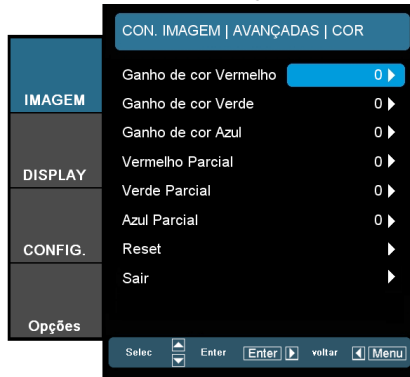 CON. IMAGEM | AVANÇADAS | COR
IMAGEM
DISPLAY
CONFIG.
Opções
Ganho de cor Vermelho 0
Ganho de cor Verde 0
Ganho de cor Azul 0
Vermelho Parcial 0
Verde Parcial 0
Azul Parcial 0
Reset
Sair
Selec Enter Enter voltar Menu